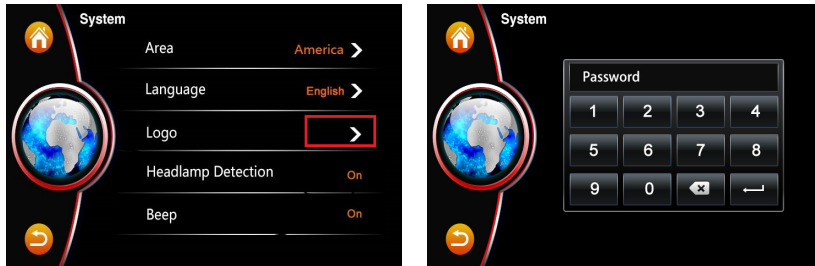 System
Area America
Language English
Logo
Headlamp Detection On
Beep On
System
Password
1 2 3 4
5 6 7 8
9 0